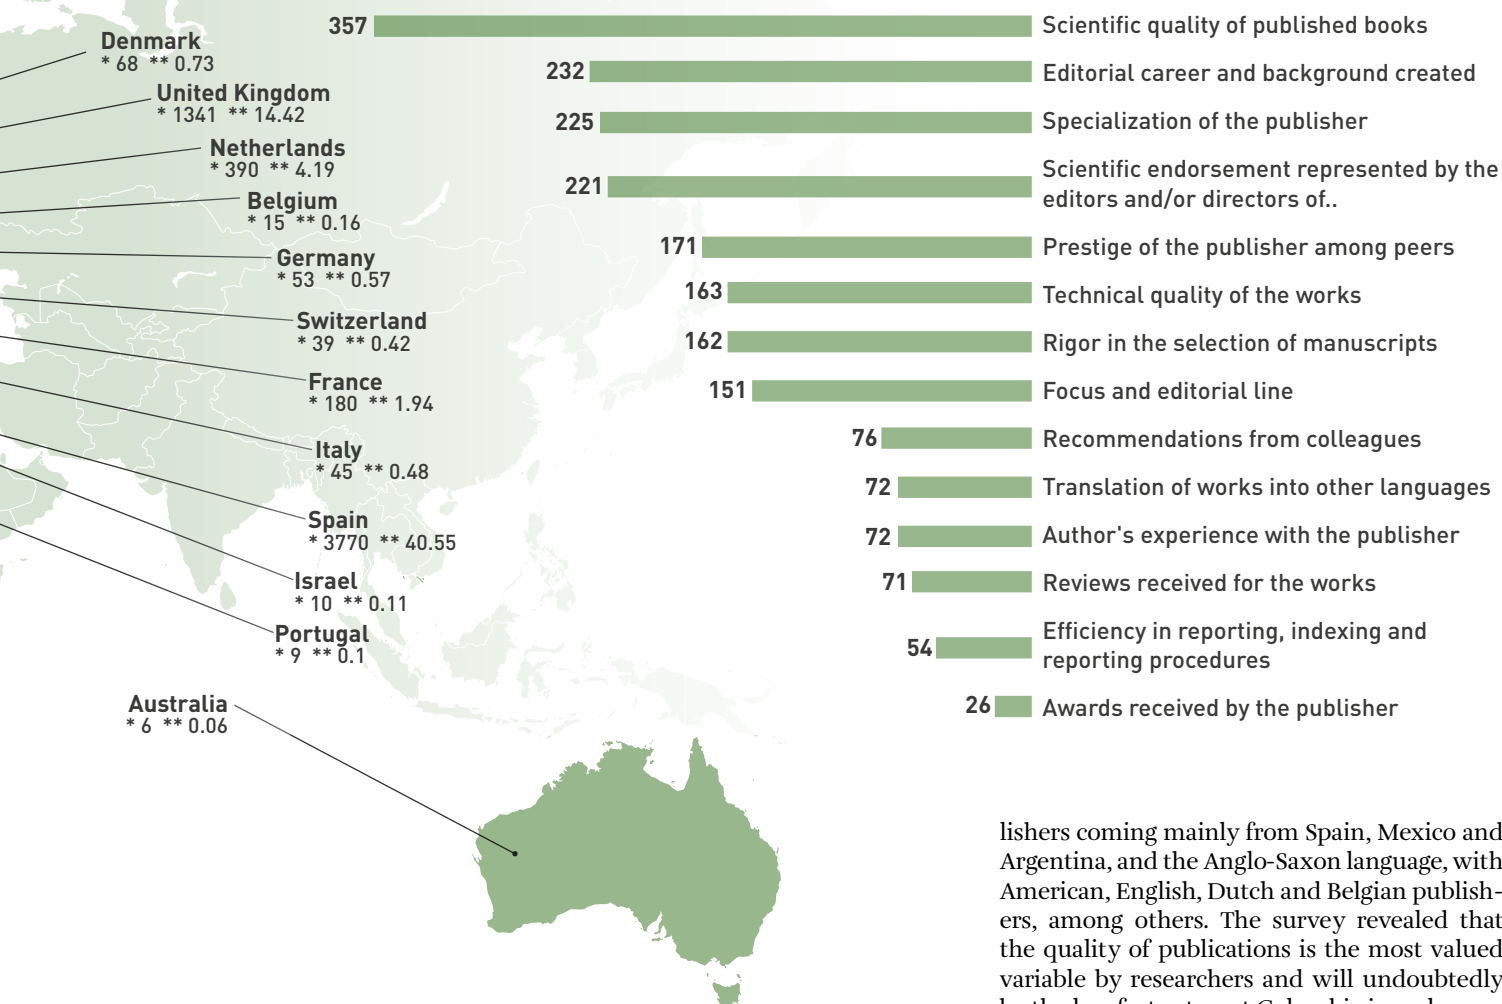 Denmark
* 68 ** 0.73
United Kingdom
* 1341 ** 14.42
Netherlands
* 390 ** 4.19
Belgium
* 15 ** 0.16
Germany
* 53 ** 0.57
Switzerland
* 39 ** 0.42
France
* 180 ** 1.94
Italy
* 45 ** 0.48
Spain
* 3770 ** 40.55
Israel
* 10 ** 0.11
Portugal
* 9 ** 0.1
Australia
* 6 ** 0.06
357 Scientific quality of published books
232 Editorial career and background created
225 Specialization of the publisher
Scientific endorsement represented by the
221 editors and/or directors of..
171 Prestige of the publisher among peers
163 Technical quality of the works
162 Rigor in the selection of manuscripts
151 Focus and editorial line
76 Recommendations from colleagues
72 Translation of works into other languages
72 Author's experience with the publisher
71 Reviews received for the works
Efficiency in reporting, indexing and
54 reporting procedures
26 Awards received by the publisher
lishers coming mainly from Spain, Mexico and
Argentina, and the Anglo-Saxon language, with
American, English, Dutch and Belgian publish-
ers, among others. The survey revealed that
the quality of publications is the most valued
variable by researchers and will undoubtedly